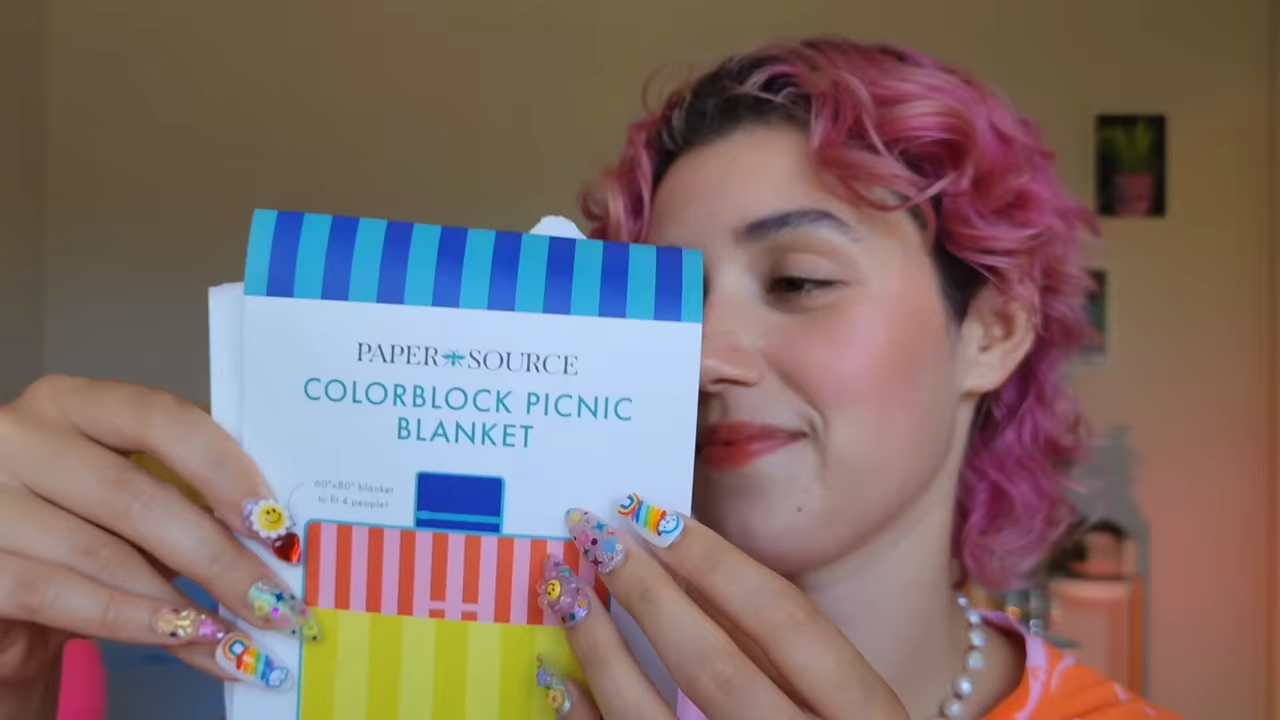 PAPER SOURCE
COLORBLOCK PICNIC
BLANKET
60"x80" blanket
to fit 4 people!